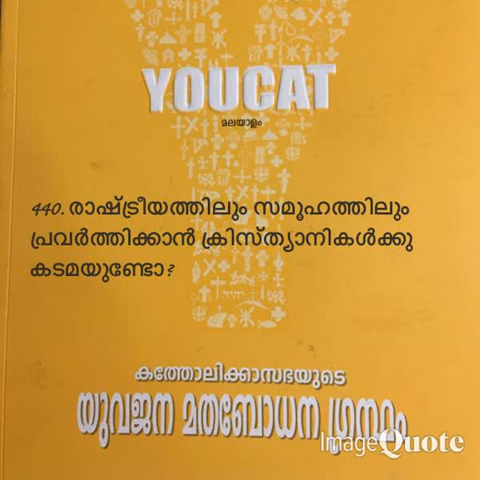 YOUCAT
മലയാളം
440. രാഷ്ട്രീയത്തിലും സമൂഹത്തിലും
പ്രവർത്തിക്കാൻ ക്രിസ്ത്യാനികൾക്കു
കടമയുണ്ടോ?
കത്തോലിക്കാസഭയുടെ
യുവജന മതബോധന ഗ്രന്ഥം
ImageQuote